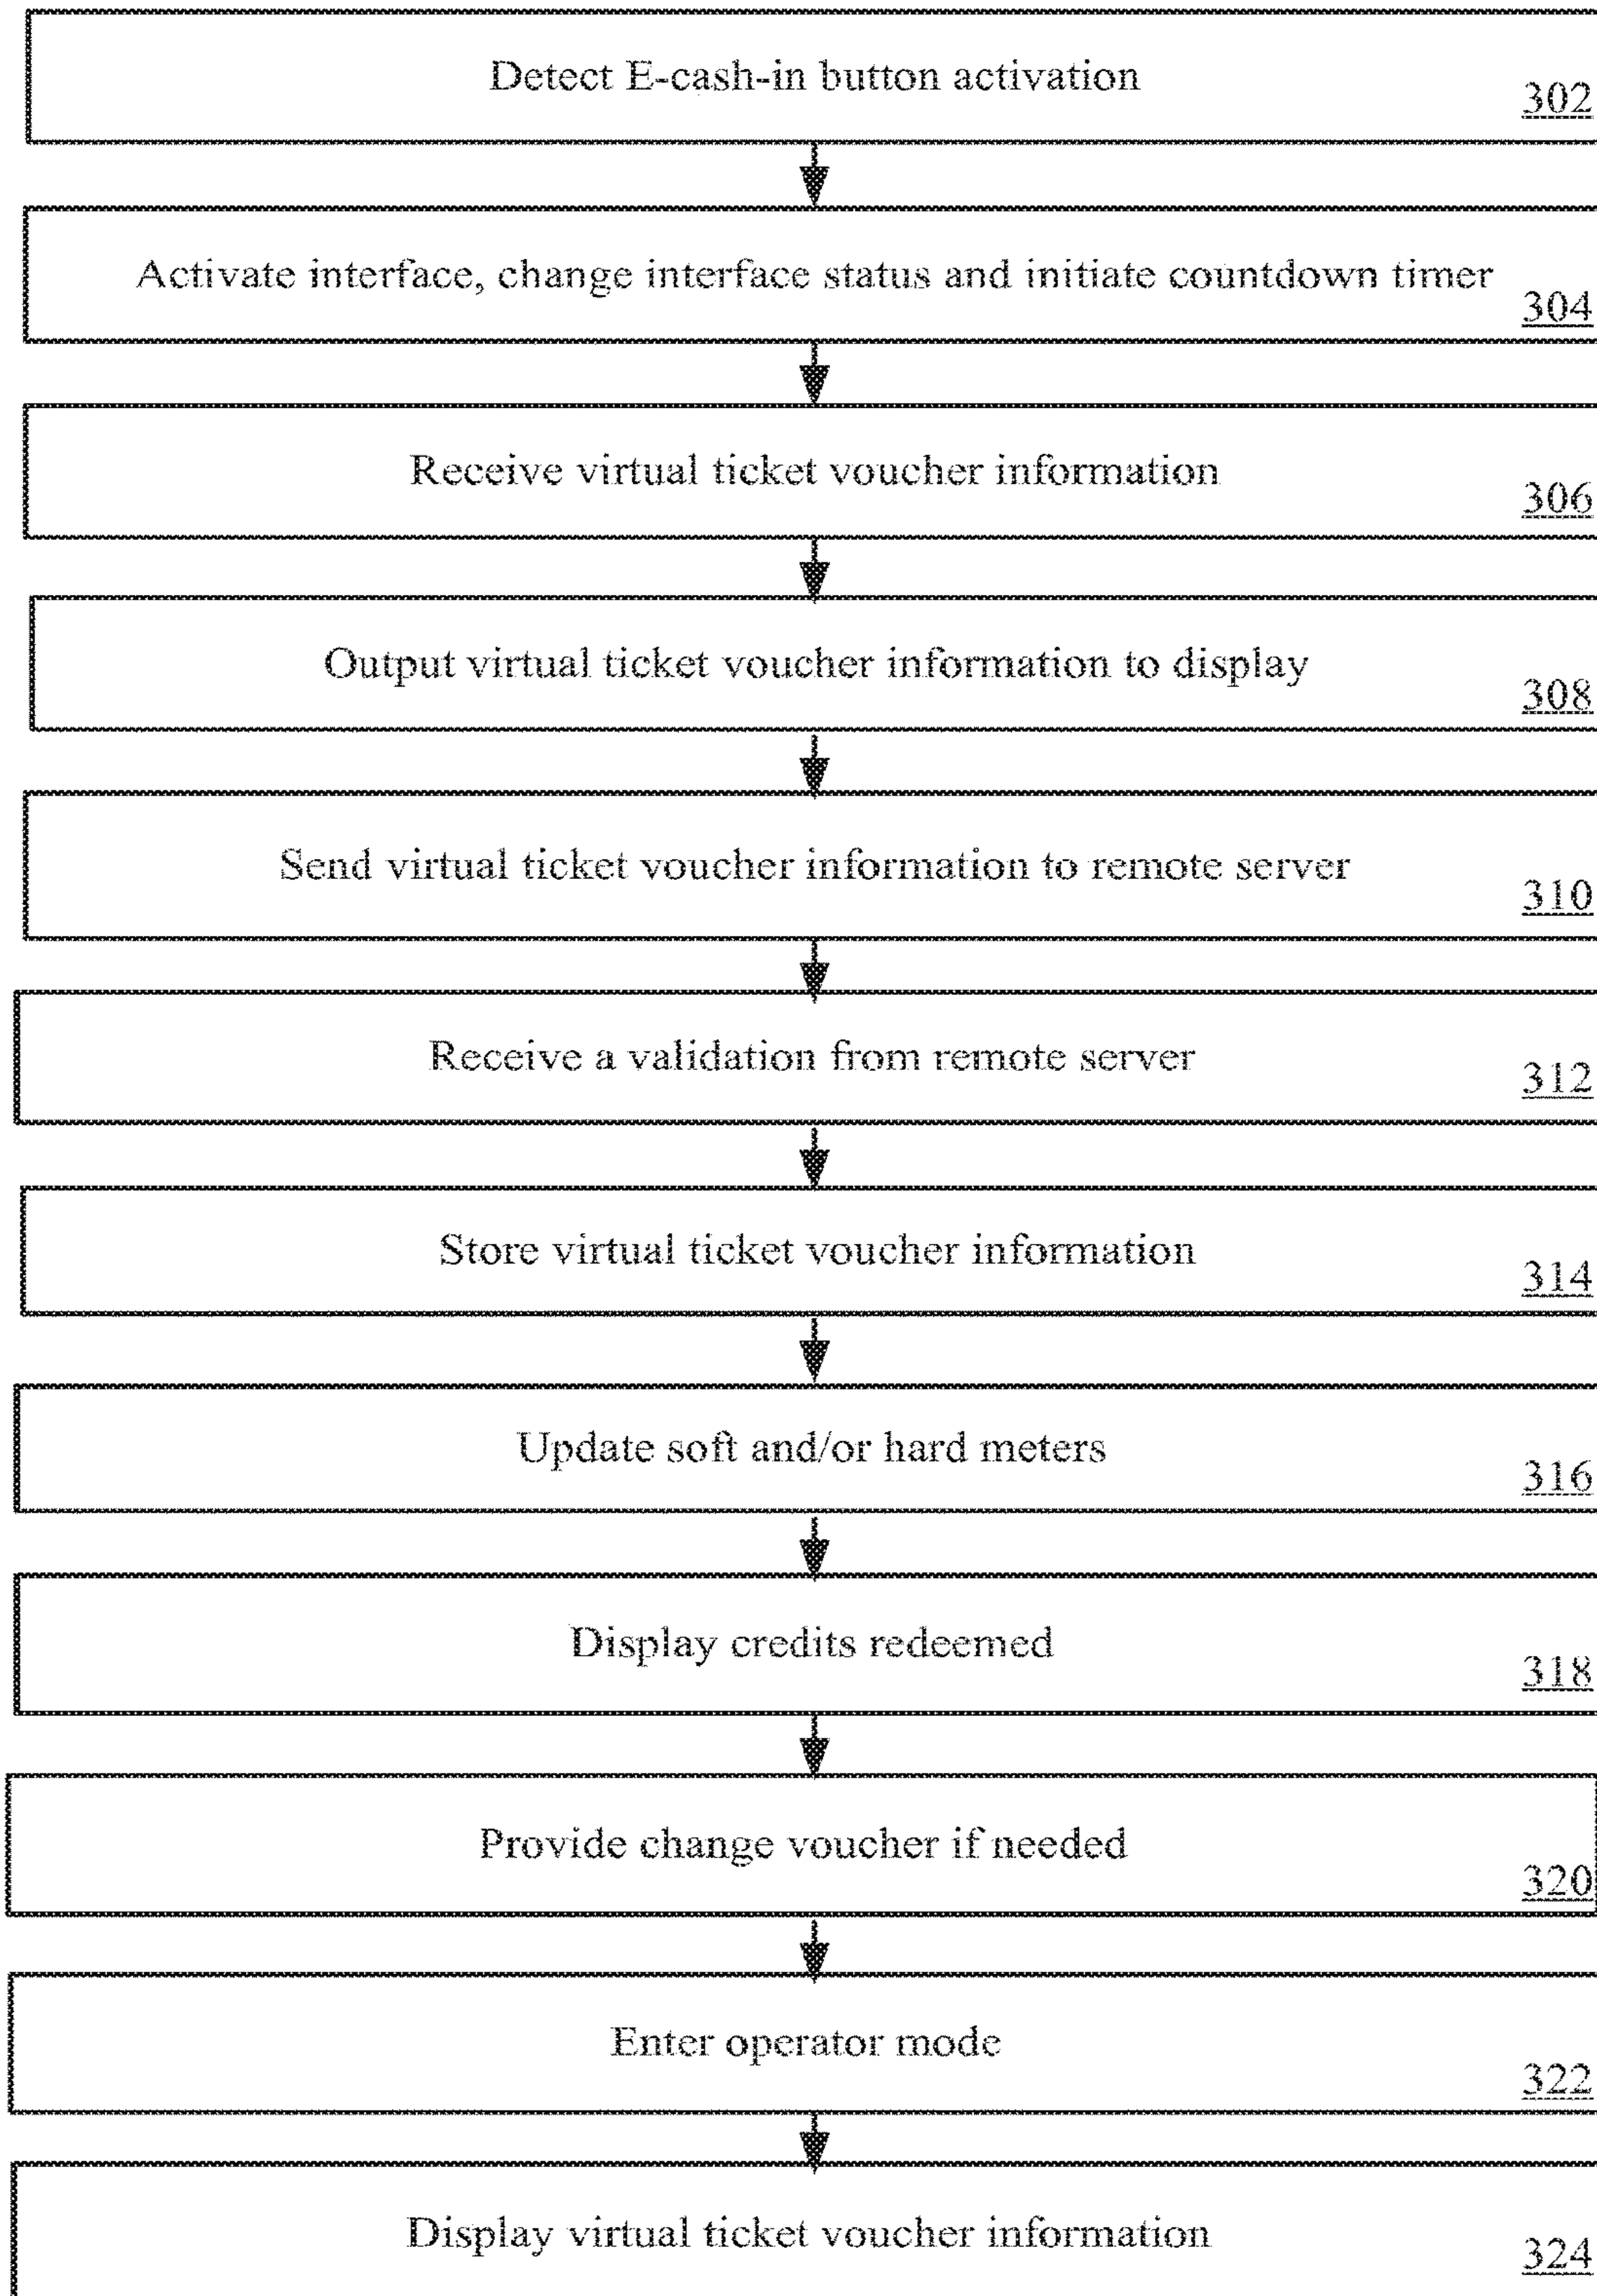 Detect E-cash-in button activation
302
Activate interface, change interface status and initiate countdown timer
304
Receive virtual ticket voucher information
306
Output virtual ticket voucher information to display
308
Send virtual ticket voucher information to remote server
310
Receive a validation from remote server
312
Store virtual ticket voucher information
314
Update soft and/or hard meters
316
Display credits redeemed
318
Provide change voucher if needed
320
Enter operator mode
322
Display virtual ticket voucher information
324